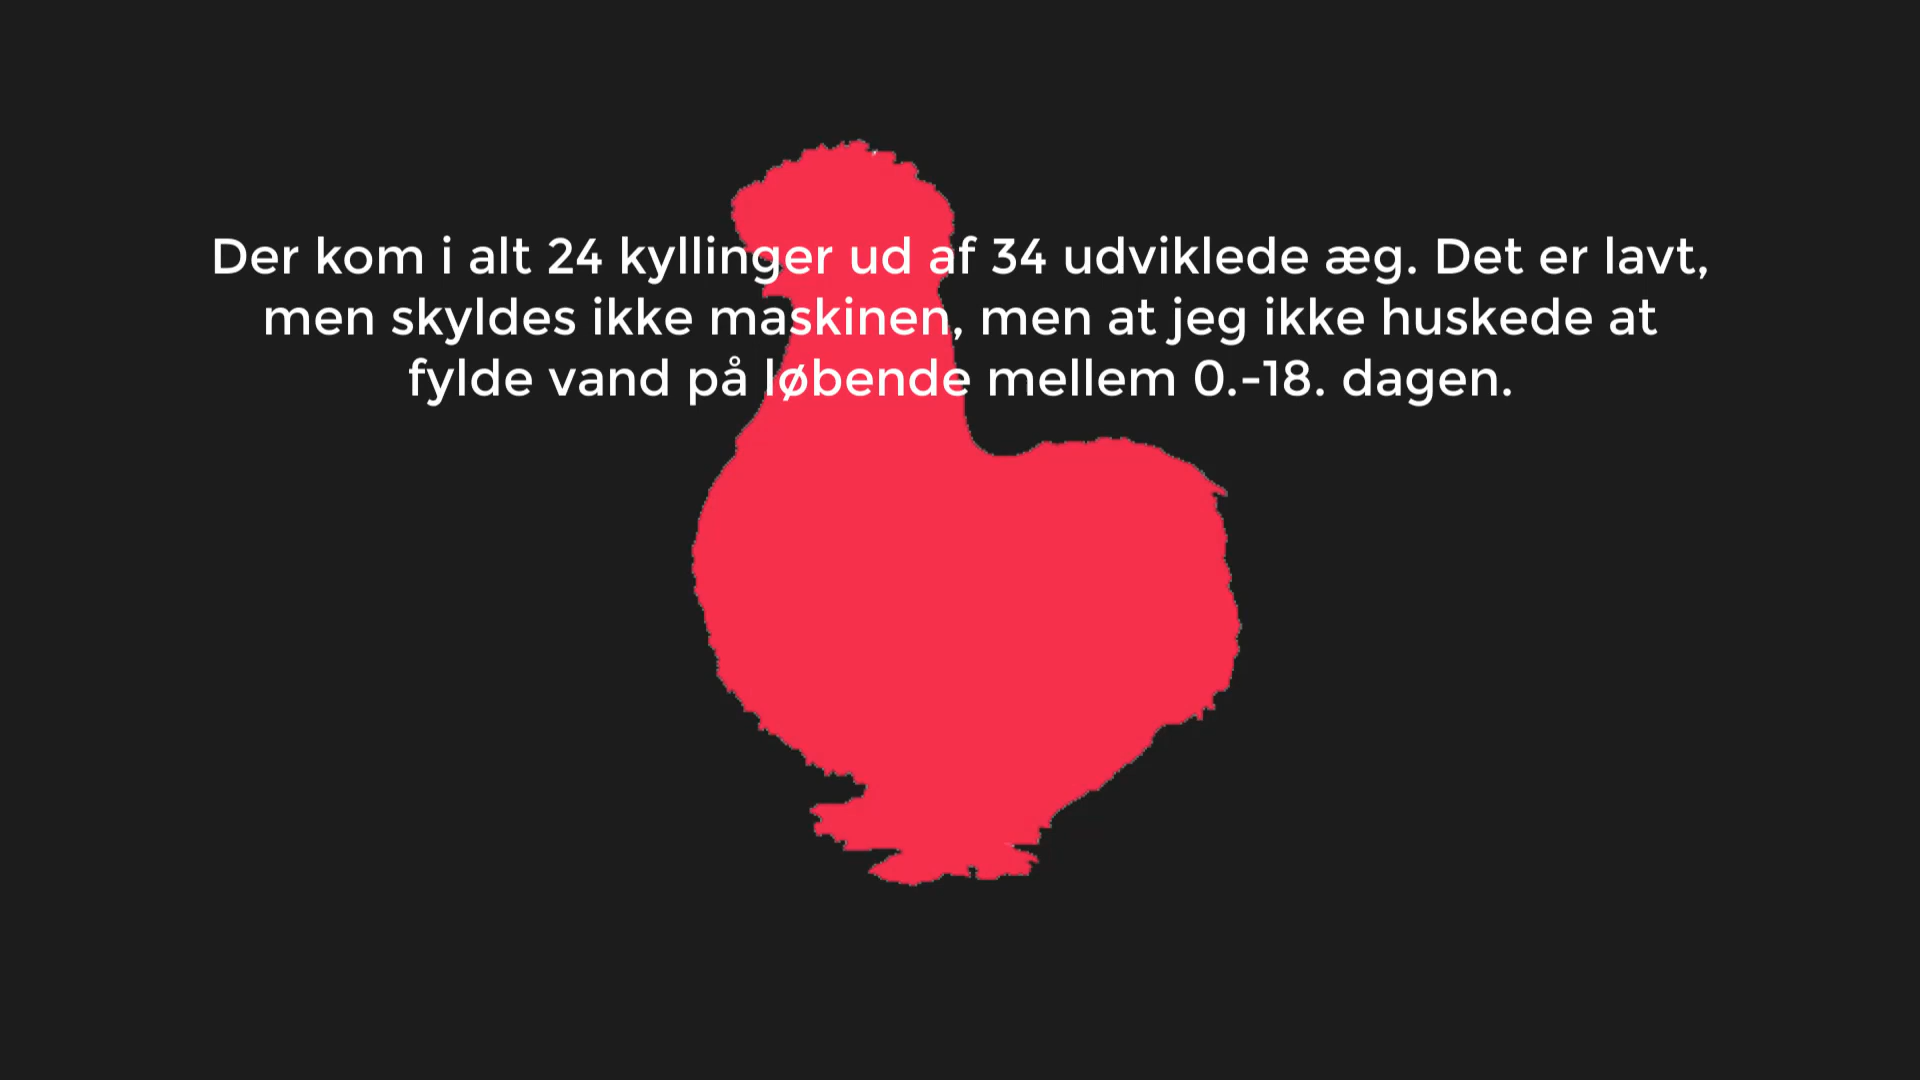 Der kom i alt 24 kyllinger ud af 34 udviklede æg. Det er lavt,
men skyldes ikke maskinen, men at jeg ikke huskede at
fylde vand på løbende mellem 0.-18. dagen.